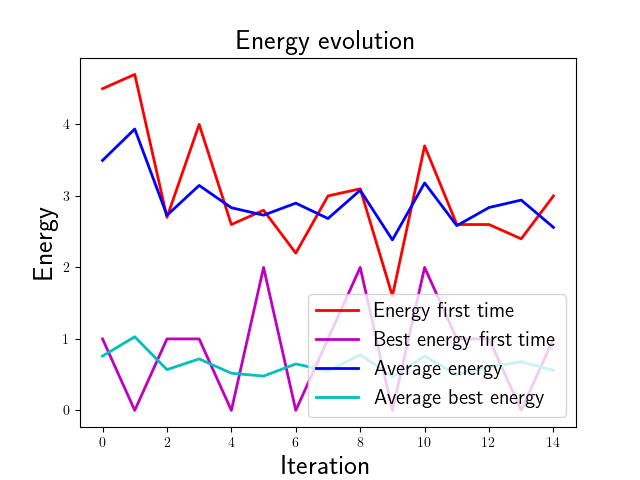 Energy evolution
Energy
4
3
2
1
0
Energy first time
Best energy first time
Average energy
Average best energy
0 2 4 6 8 10 12 14
Iteration